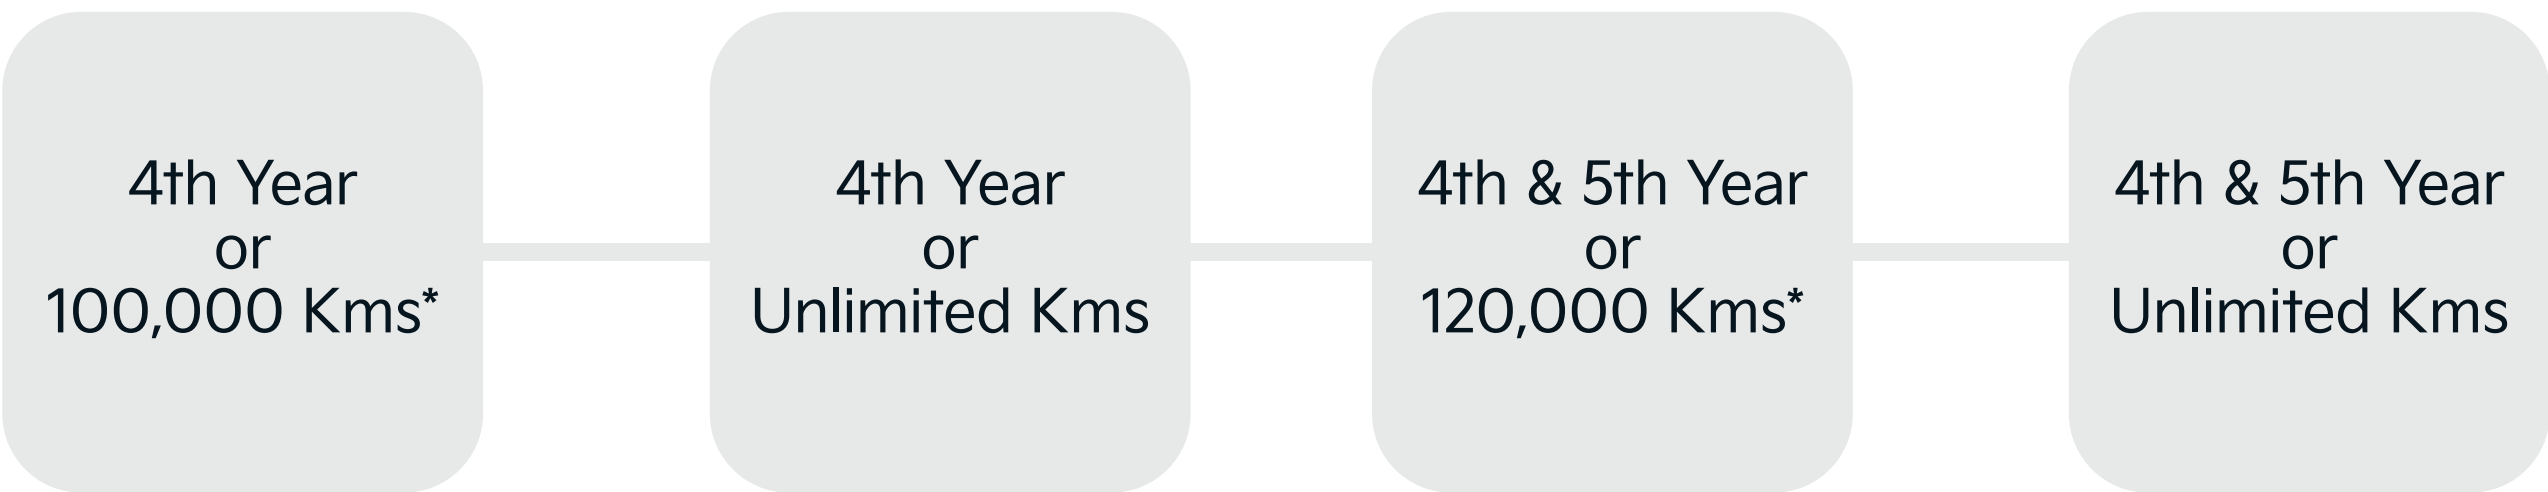 4th Year
or
100,000 Kms*
4th Year
or
Unlimited Kms
4th & 5th Year
or
120,000 Kms*
4th & 5th Year
or
Unlimited Kms